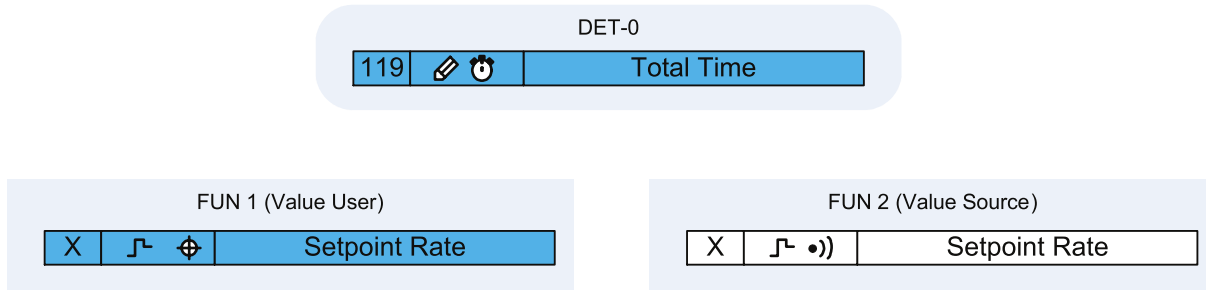 DET-0
119 Total Time
FUN 1 (Value User)
X Setpoint Rate
FUN 2 (Value Source)
X Setpoint Rate